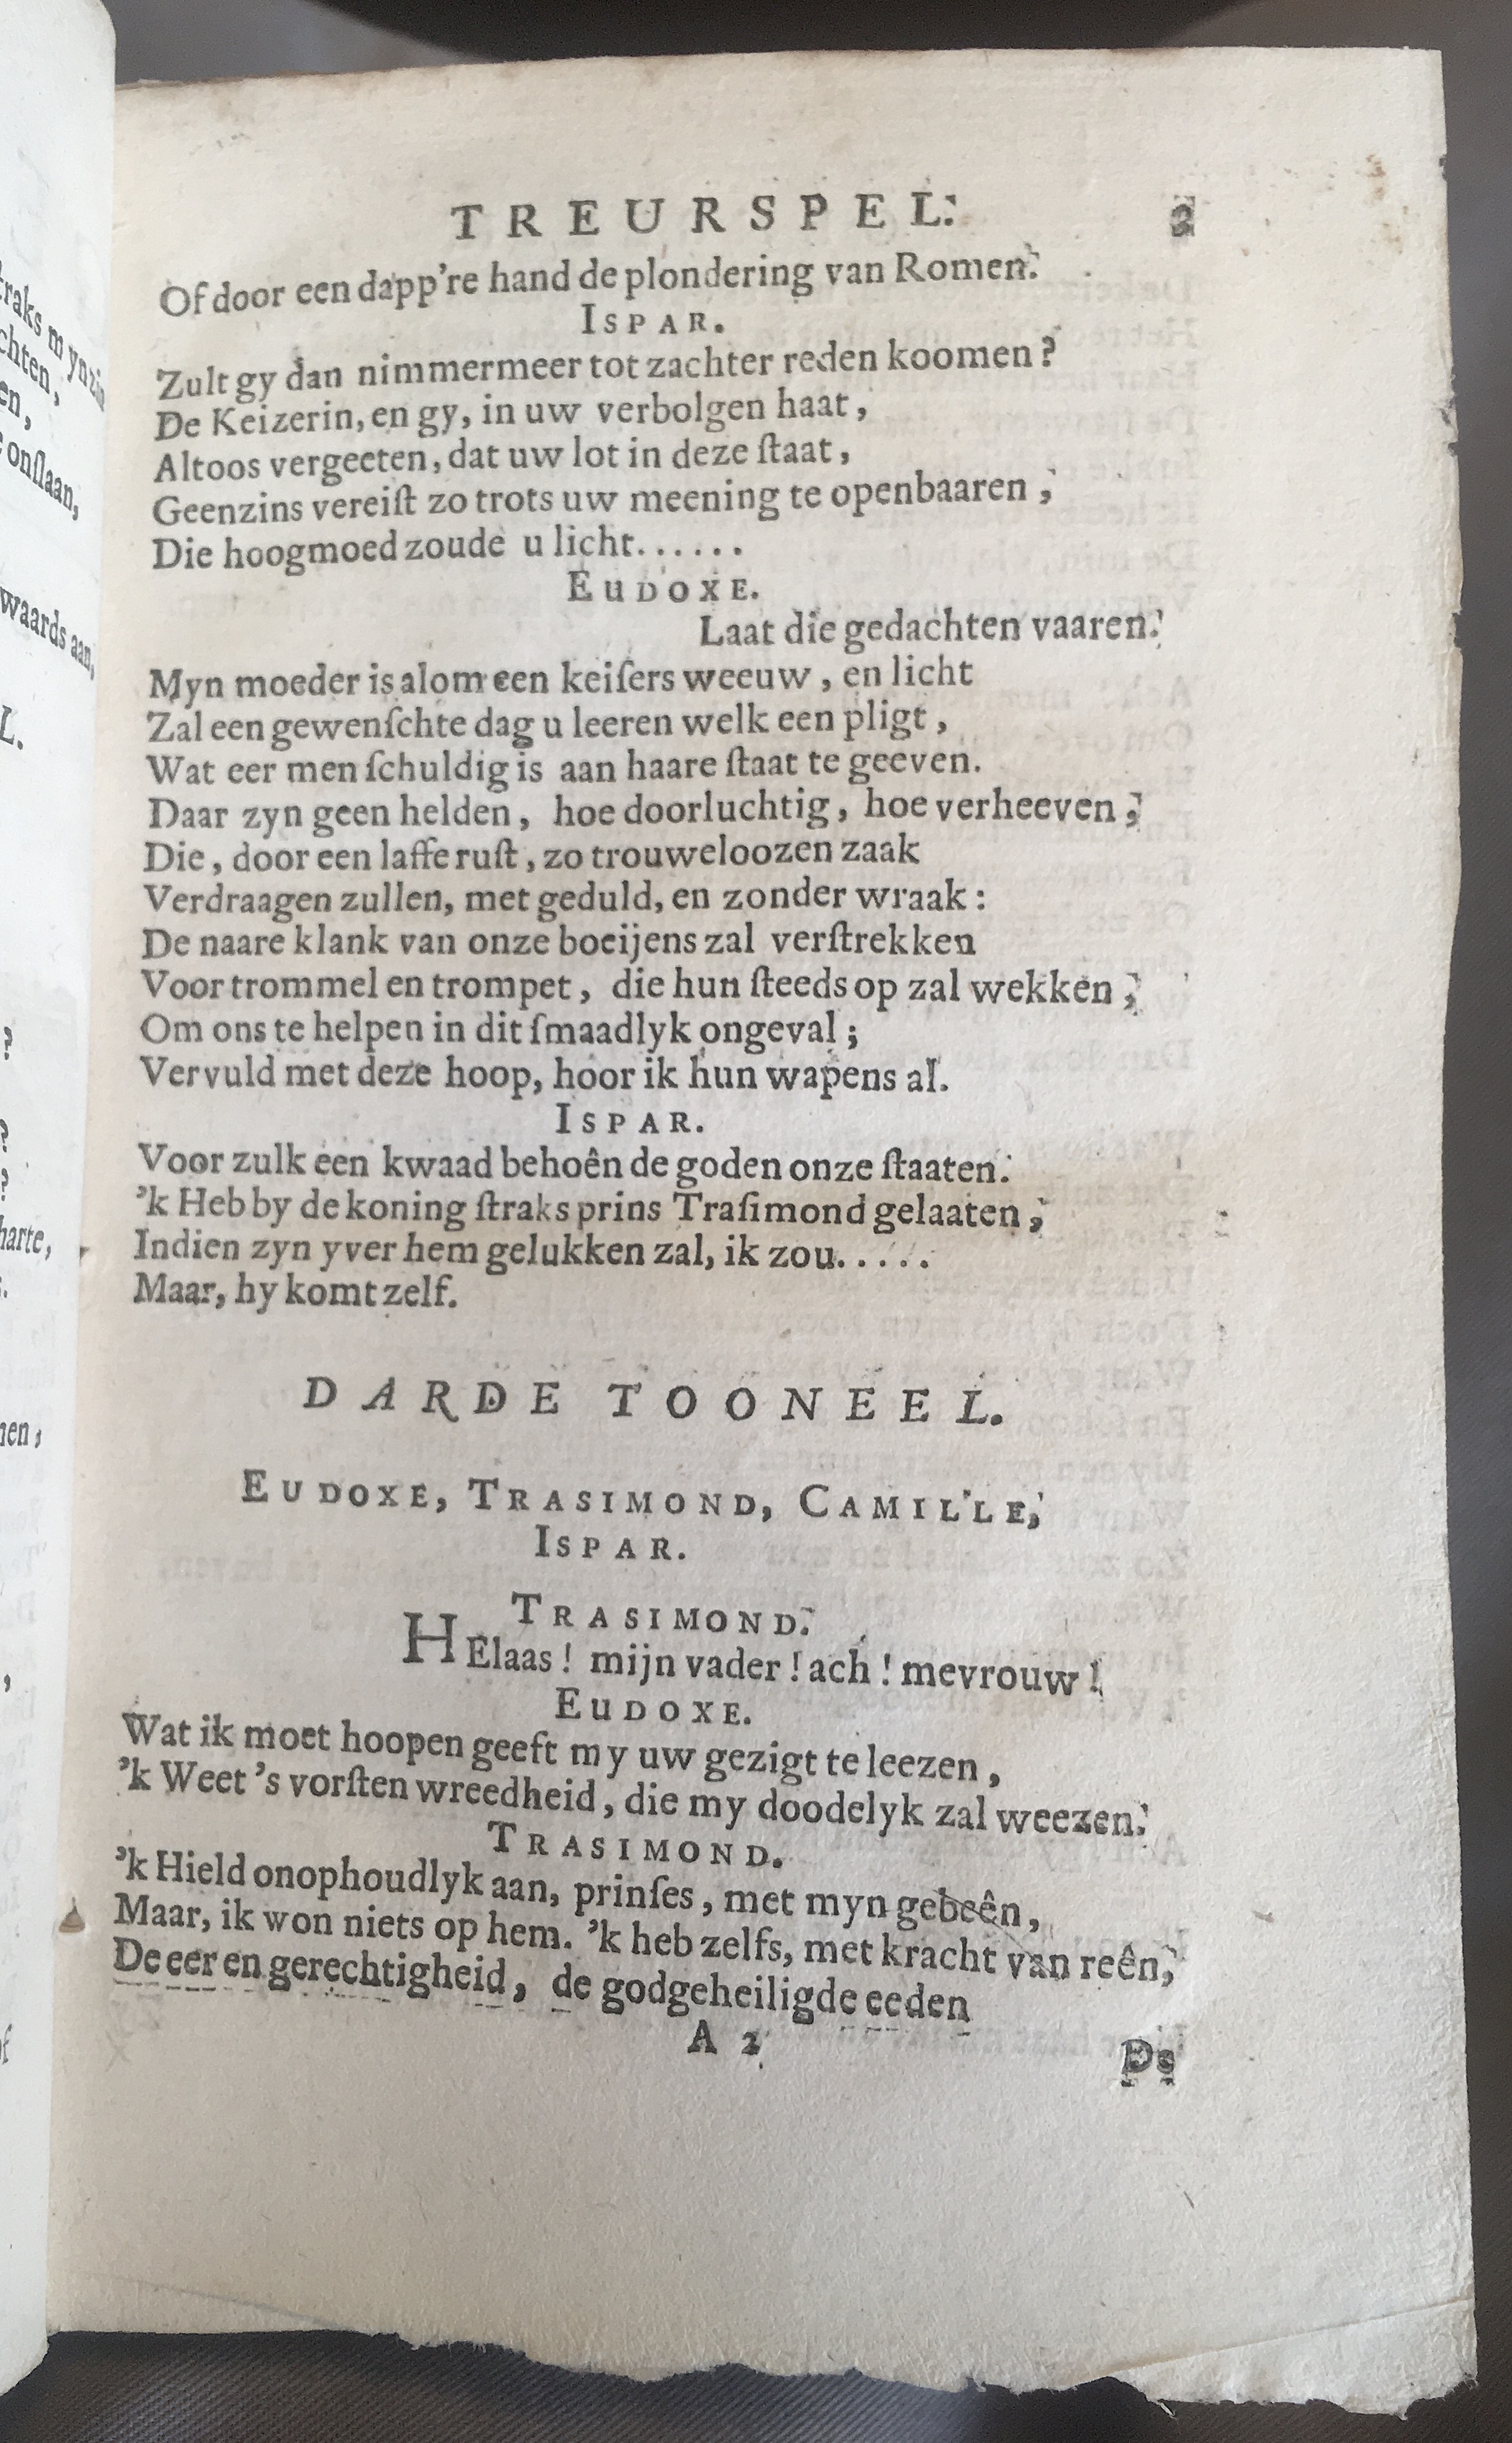 TREURSPEL.
Of door een dapp're hand de plondering van Romen.
ISPAR.
Zult gy dan nimmermeer tot zachter reden koomen?
De Keizerin, en gy, in uw verbolgen haat,
Altoos vergeeten, dat uw lot in deze ſtaat,
Geenzins vereiſt zo trots uw meening te openbaaren,
Die hoogmoed zoude u licht......
EUDOXE.
Laat die gedachten vaaren.
Myn moeder is alom een keiſers weeuw, en licht
Zal een gewenſchte dag u leeren welk een pligt,
Wat eer men ſchuldig is aan haare ſtaat te geeven.
Daar zyn geen helden, hoe doorluchtig, hoe verheeven,
Die, door een laffe ruſt, zo trouweloozen zaak
Verdraagen zullen, met geduld, en zonder wraak:
De naare klank van onze boeijens zal verſtrekken
Voor trommel en trompet, die hun ſteeds op zal wekken,
Om ons te helpen in dit ſmaadlyk ongeval;
Vervuld met deze hoop, hoor ik hun wapens al.
ISPAR.
Voor zulk een kwaad behoên de goden onze ſtaaten.
'k Heb by de koning ſtraks prins Traſimond gelaaten,
Indien zyn yver hem gelukken zal, ik zou.....
Maar, hy komt zelf.
DARDE TOONEEL.
EUDOXE, TRASIMOND, CAMILLE,
ISPAR.
TRASIMOND.
HElaas! mijn vader! ach! mevrouw!
EUDOXE.
Wat ik moet hoopen geeft my uw gezigt te leezen,
'k Weet 's vorſten wreedheid, die my doodelyk zal weezen.
TRASIMOND.
'k Hield onophoudlyk aan, prinſes, met myn gebeên,
Maar, ik won niets op hem. 'k heb zelfs, met kracht van reên,
De eer en gerechtigheid, de godgeheiligde eeden
A 2
traks m ynzin
chten,
en,
onſlaan,
waards aan,
L.
?
?
?
harte,
nen,
,